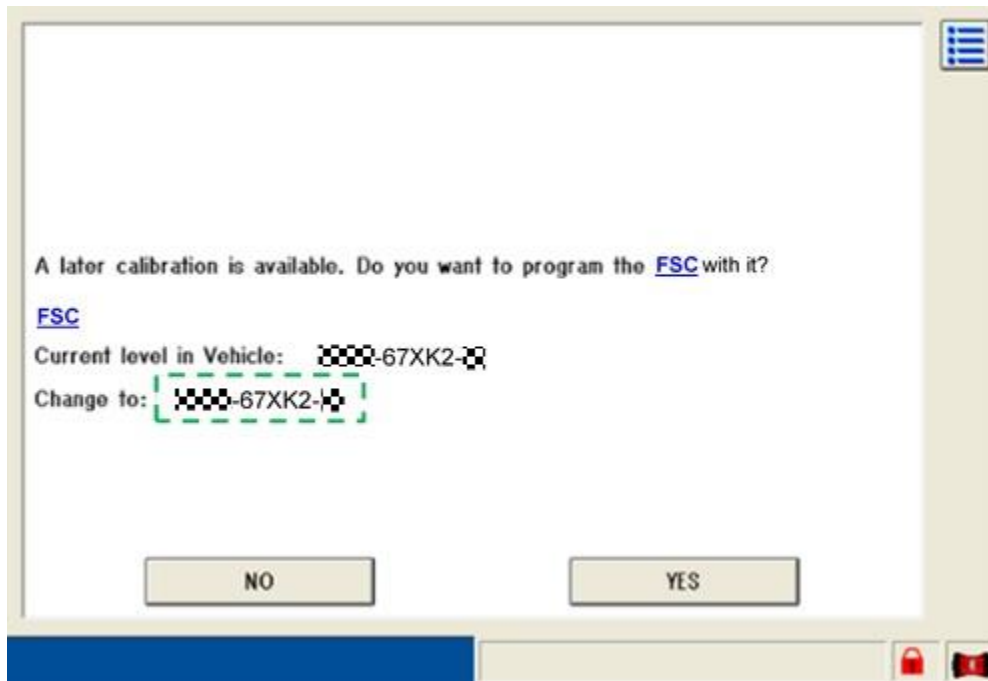 A later calibration is available. Do you want to program the FSC with it?
FSC
Current level in Vehicle: -67XK2-
Change to: -67XK2-
NO YES